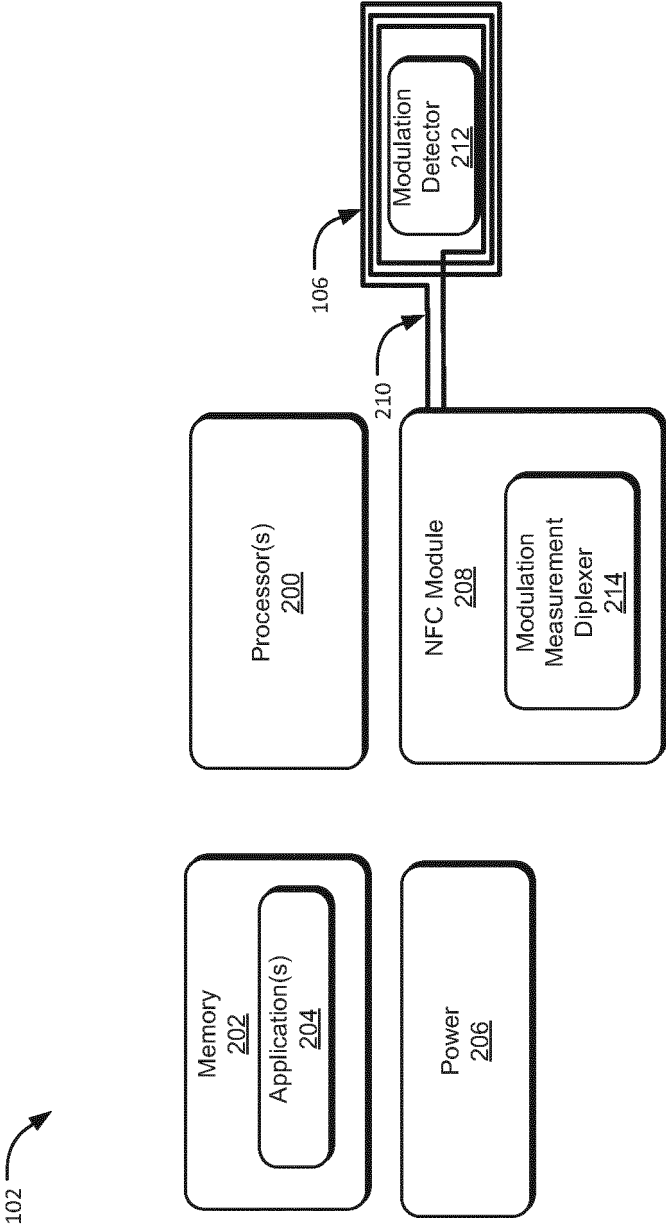 102
Memory
202
Application(s)
204
Processor(s)
200
106
Modulation
Detector
212
210
Power
206
NFC Module
208
Modulation
Measurement
Diplexer
214